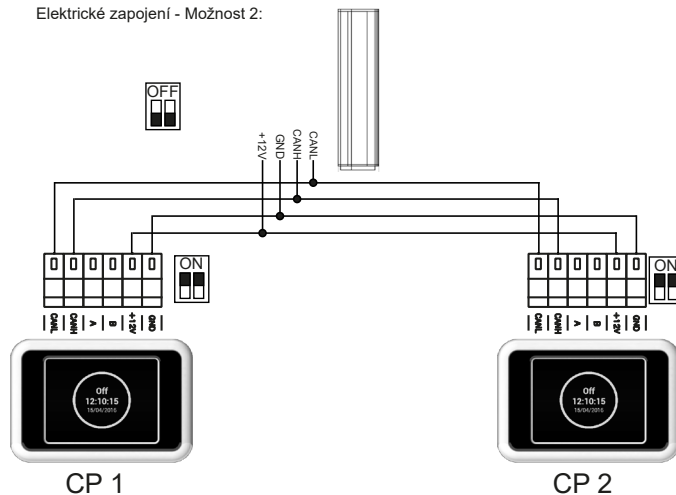 Elektrické zapojení - Možnost 2:
OFF
+12V
GND
CANH
CANL
ON
ON
CANL
CANH
A
B
+12V
GND
CANL
CANH
A
B
+12V
GND
Off
12:10:15
15/04/2016
Off
12:10:15
15/04/2016
CP 1
CP 2